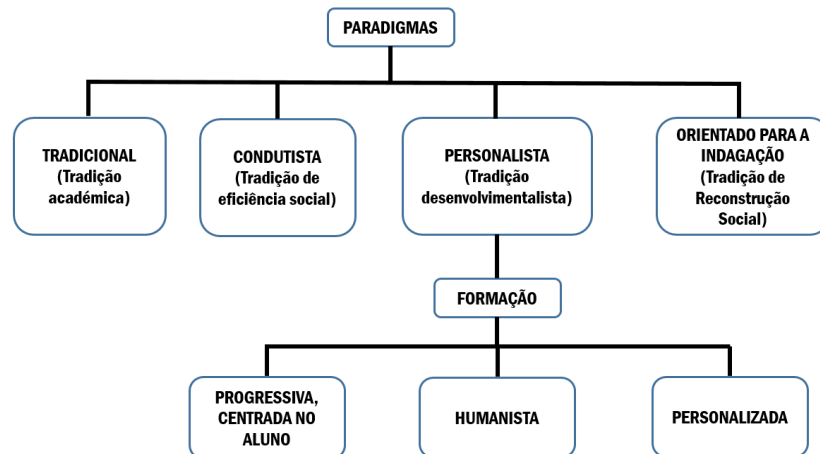 PARADIGMAS
TRADICIONAL
(Tradição
académica)
CONDUTISTA
(Tradição de
eficiência social)
PERSONALISTA
(Tradição
desenvolvimentalista)
ORIENTADO PARA A
INDAGAÇÃO
(Tradição de
Reconstrução
Social)
FORMAÇÃO
PROGRESSIVA,
CENTRADA NO
ALUNO
HUMANISTA
PERSONALIZADA